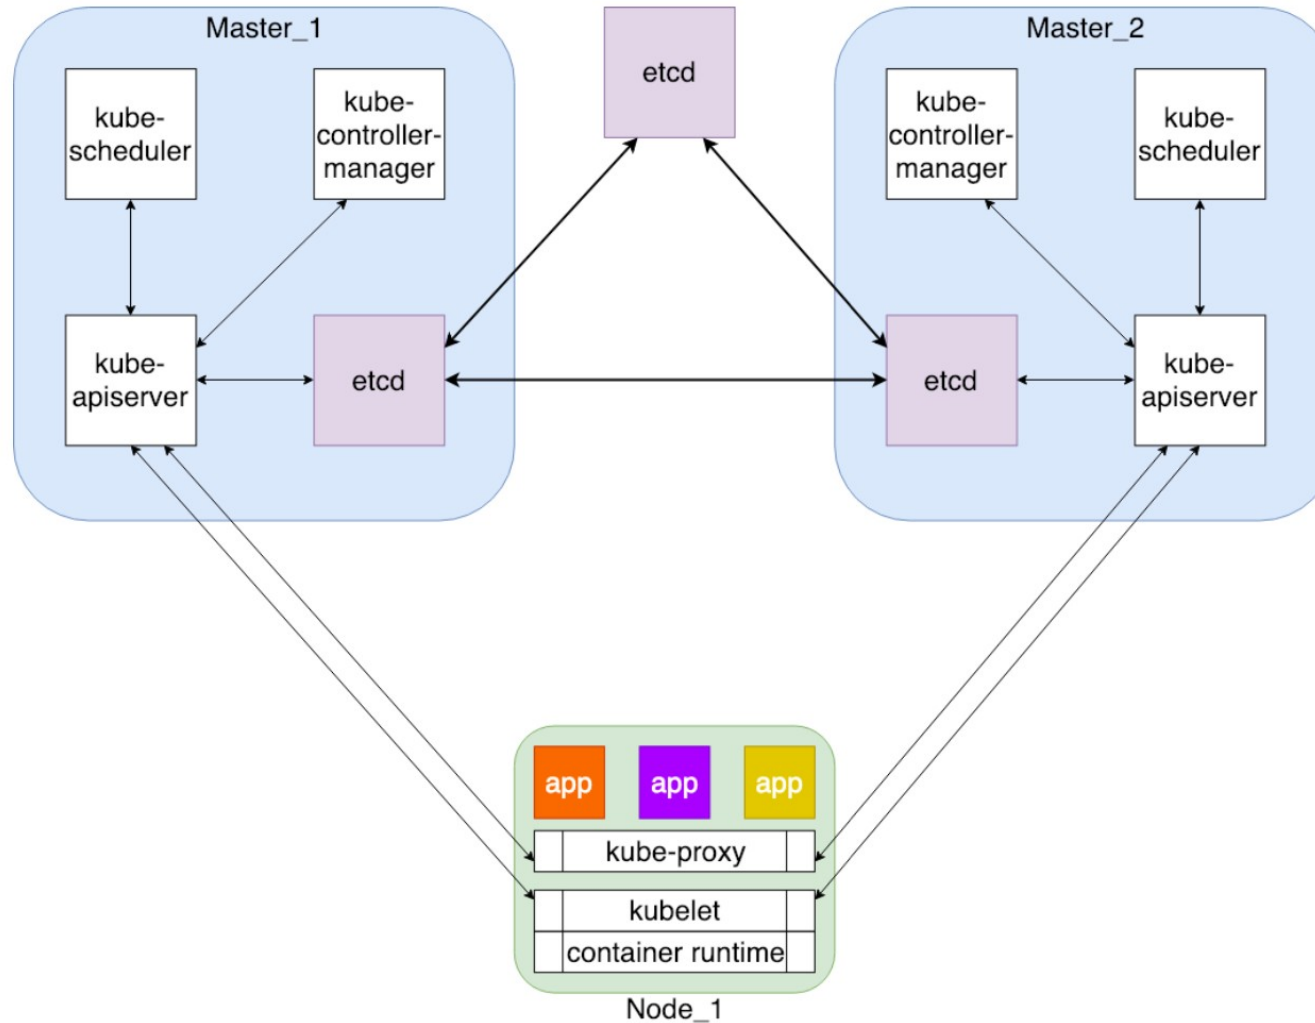 Master_1
kube-
scheduler
kube-
controller-
manager
kube-
apiserver
etcd
etcd
Master_2
kube-
controller-
manager
kube-
scheduler
etcd
kube-
apiserver
app
app
app
kube-proxy
kubelet
container runtime
Node_1